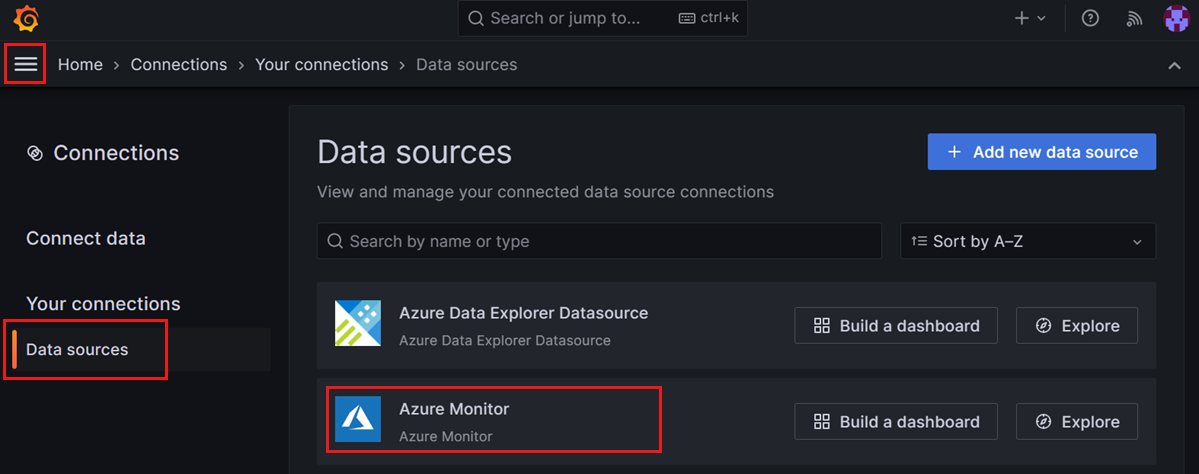 Search or jump to... ctrl+k
Home › Connections › Your connections › Data sources
Connections
Connect data
Your connections
Data sources
Data sources
Add new data source
View and manage your connected data source connections
Search by name or type
Sort by A–Z
Azure Data Explorer Datasource
Azure Data Explorer Datasource
Build a dashboard
Explore
Azure Monitor
Azure Monitor
Build a dashboard
Explore